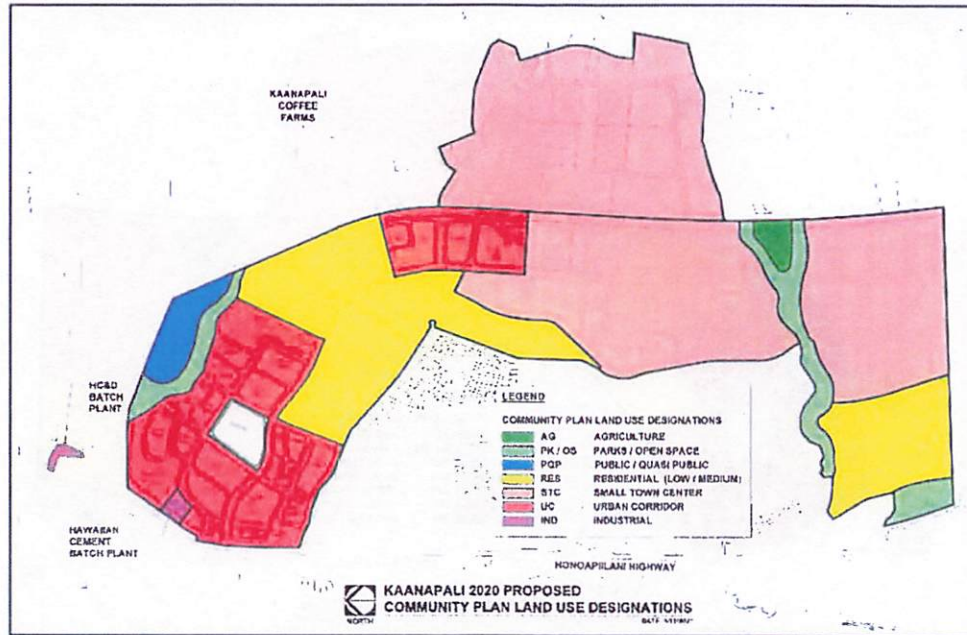 KAANAPALI
COFFEE
FARMS
HC&D
BATCH
PLANT
LEGEND
COMMUNITY PLAN LAND USE DESIGNATIONS
AG AGRICULTURE
PK / OS PARKS / OPEN SPACE
PQP PUBLIC / QUASI PUBLIC
RES RESIDENTIAL (LOW / MEDIUM)
STC SMALL TOWN CENTER
UC URBAN CORRIDOR
IND INDUSTRIAL
HAWAIIAN
CEMENT
BATCH PLANT
HONOAPIILANI HIGHWAY
KAANAPALI 2020 PROPOSED
COMMUNITY PLAN LAND USE DESIGNATIONS
NORTH
DATE